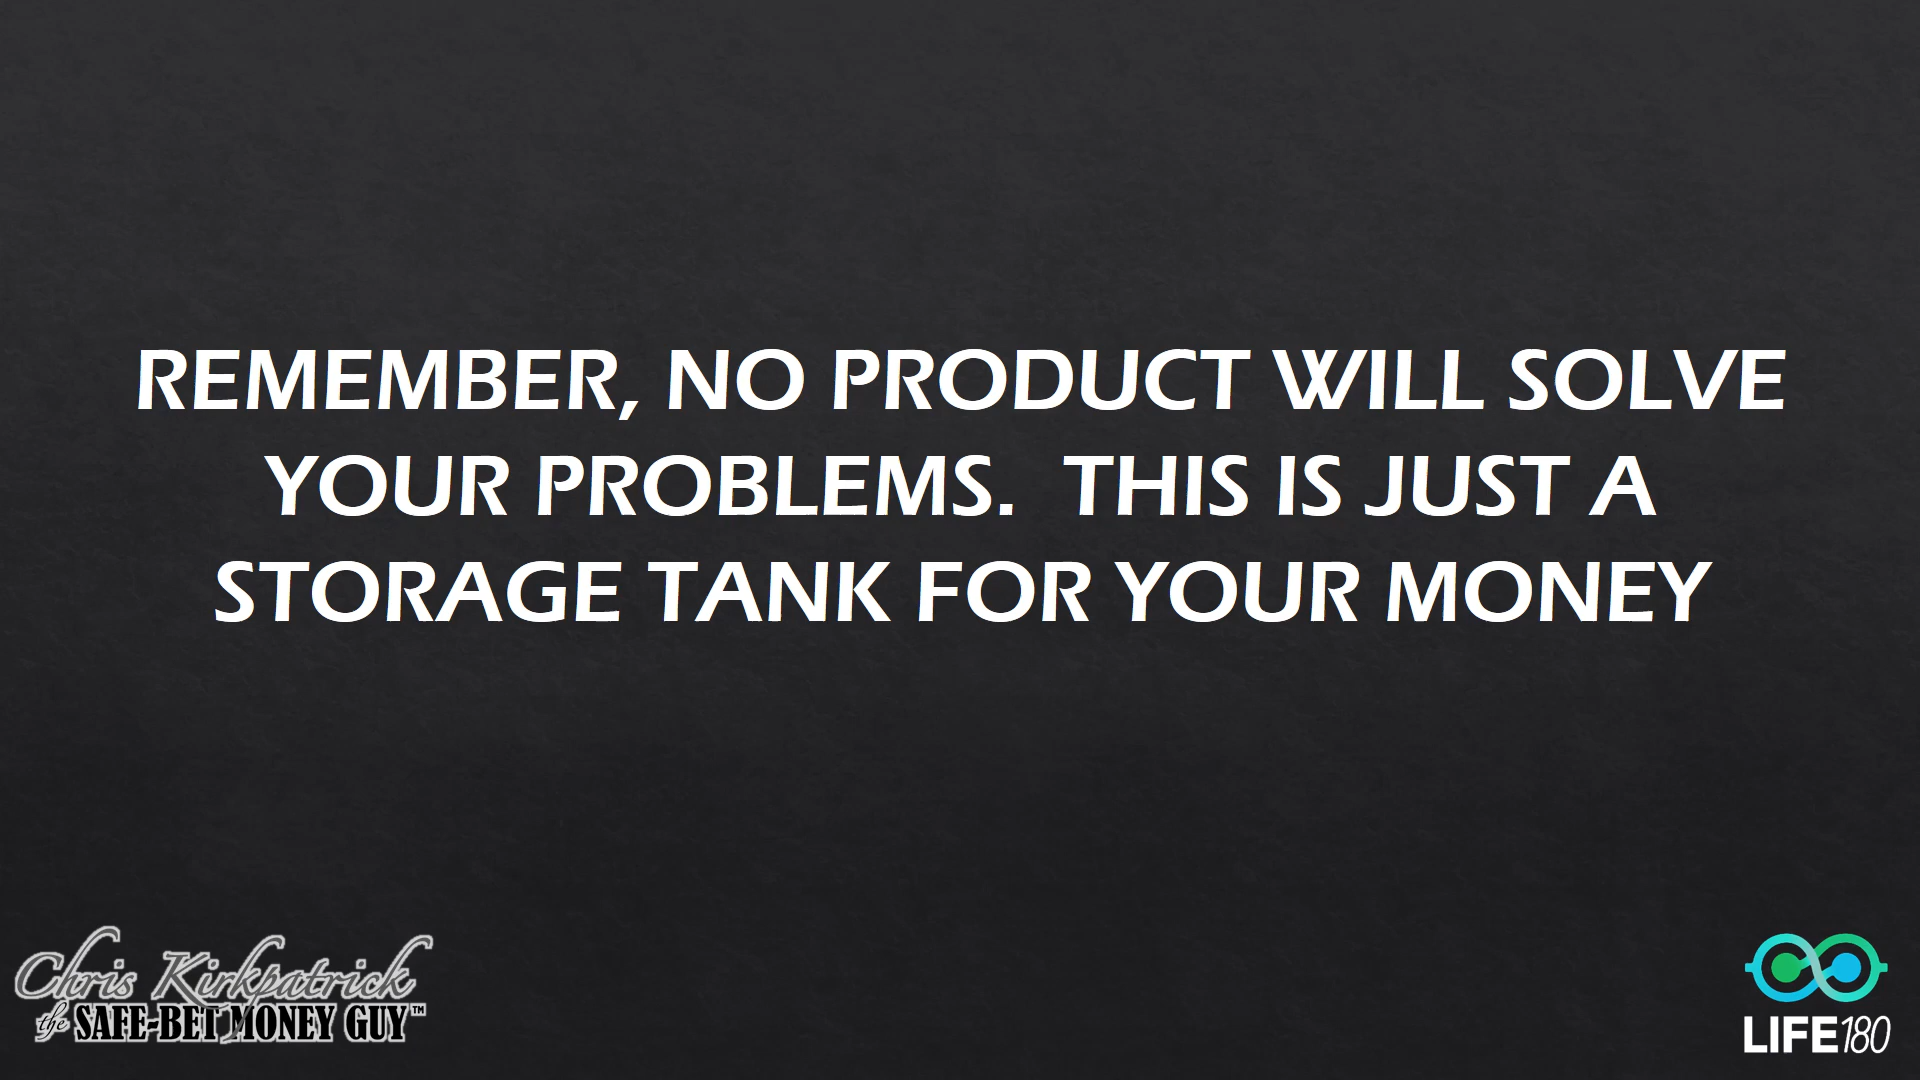 REMEMBER, NO PRODUCT WILL SOLVE
YOUR PROBLEMS.  THIS IS JUST A
STORAGE TANK FOR YOUR MONEY
Chris Kirkpatrick
the SAFE-BET MONEY GUY™
LIFE180